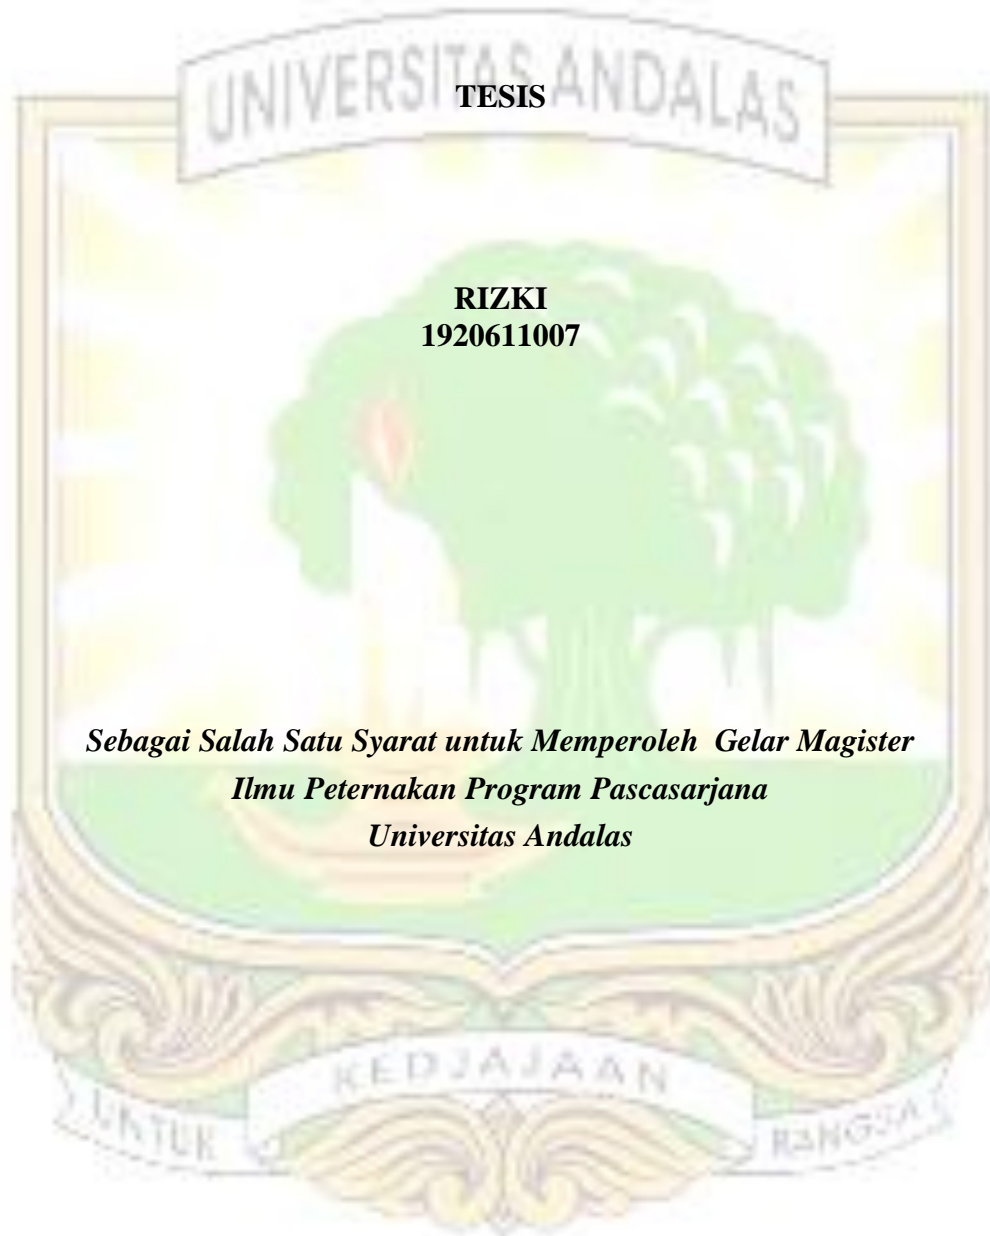 UNIVERSITAS ANDALAS
TESIS
RIZKI
1920611007
Sebagai Salah Satu Syarat untuk Memperoleh Gelar Magister
Ilmu Peternakan Program Pascasarjana
Universitas Andalas
KEDJAJAAN
UNTUK BANGSA